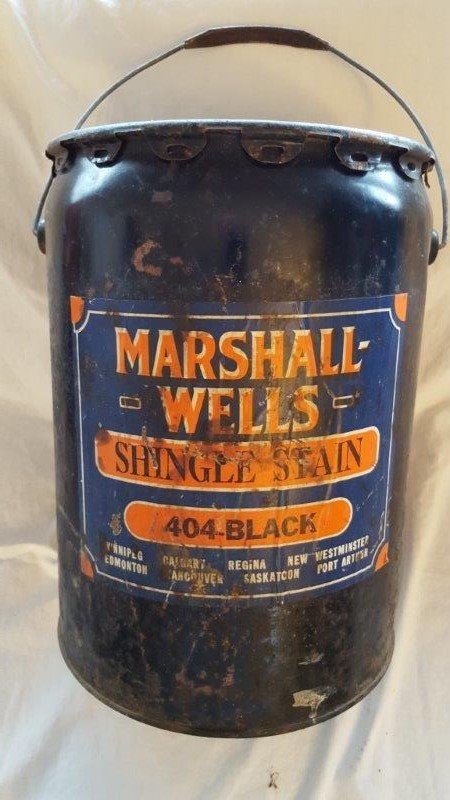 MARSHALL-
WELLS
SHINGLE STAIN
404-BLACK
WINNIPEG CALGARY REGINA NEW WESTMINSTER
EDMONTON VANCOUVER SASKATOON PORT ARTHUR